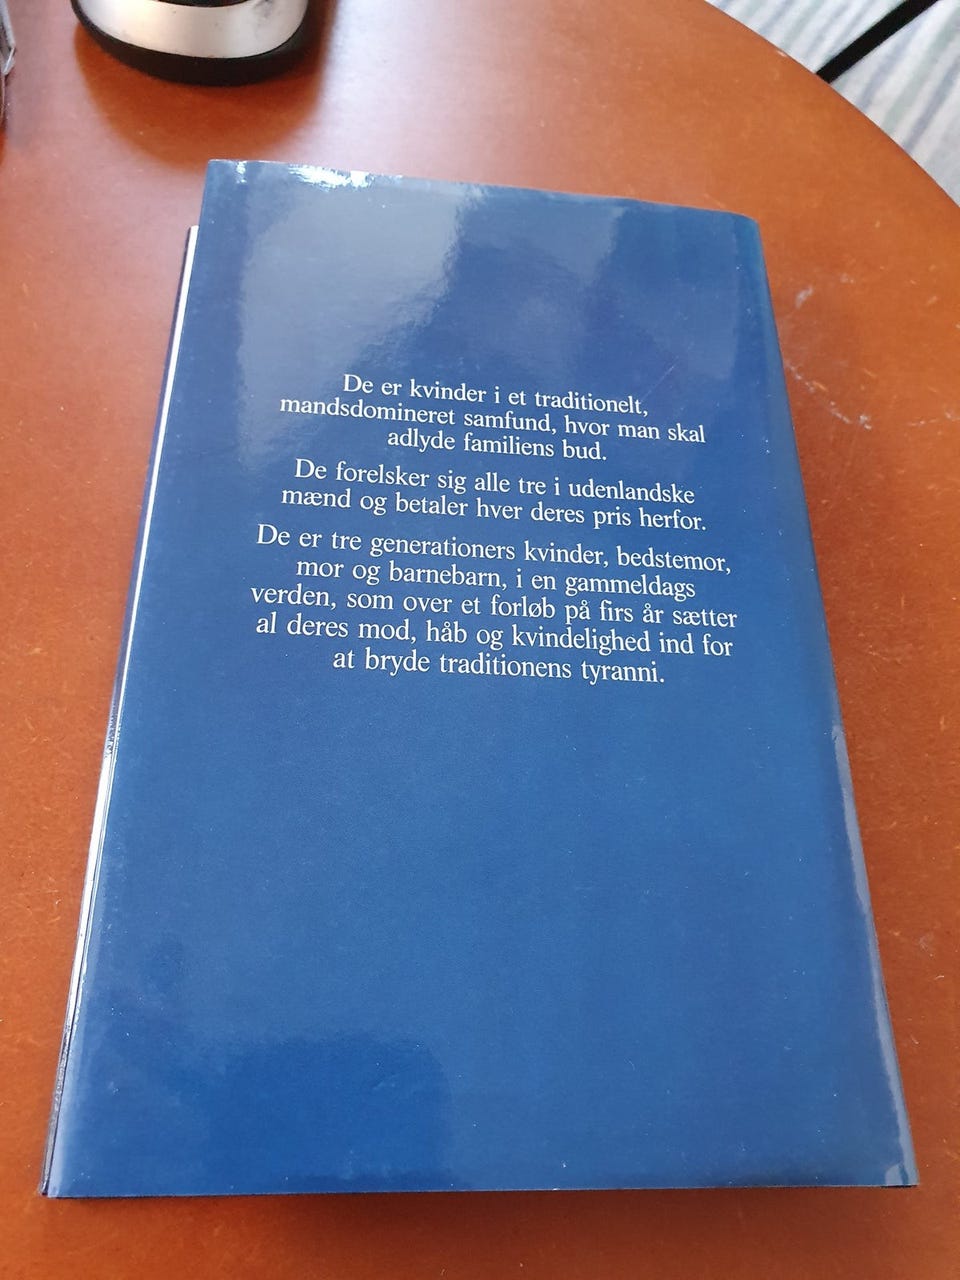 De er kvinder i et traditionelt,
mandsdomineret samfund, hvor man skal
adlyde familiens bud.
De forelsker sig alle tre i udenlandske
mænd og betaler hver deres pris herfor.
De er tre generationers kvinder, bedstemor,
mor og barnebarn, i en gammeldags
verden, som over et forløb på firs år sætter
al deres mod, håb og kvindelighed ind for
at bryde traditionens tyranni.